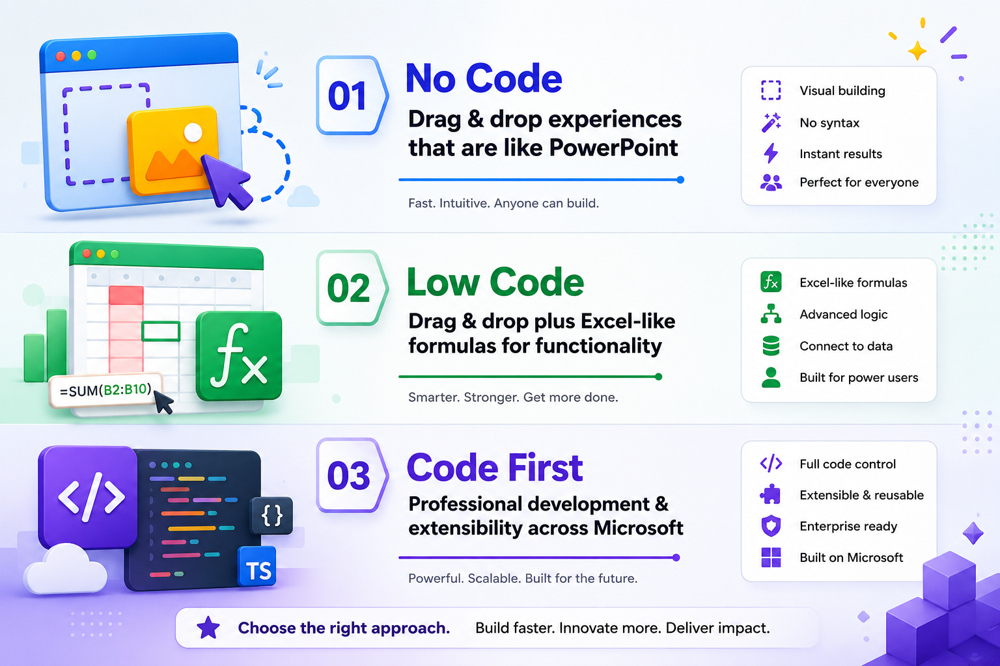 01
No Code
Drag & drop experiences
that are like PowerPoint
Fast. Intuitive. Anyone can build.
Visual building
No syntax
Instant results
Perfect for everyone
=SUM(B2:B10)
fx
02
Low Code
Drag & drop plus Excel-like
formulas for functionality
Smarter. Stronger. Get more done.
fx
Excel-like formulas
Advanced logic
Connect to data
Built for power users
</>
{}
TS
03
Code First
Professional development &
extensibility across Microsoft
Powerful. Scalable. Built for the future.
</>
Full code control
Extensible & reusable
Enterprise ready
Built on Microsoft
Choose the right approach. Build faster. Innovate more. Deliver impact.